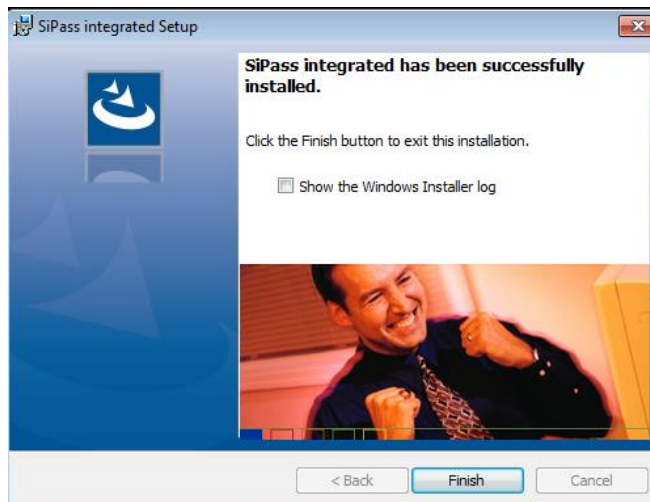 SiPass integrated Setup
SiPass integrated has been successfully
installed.
Click the Finish button to exit this installation.
Show the Windows Installer log
< Back
Finish
Cancel